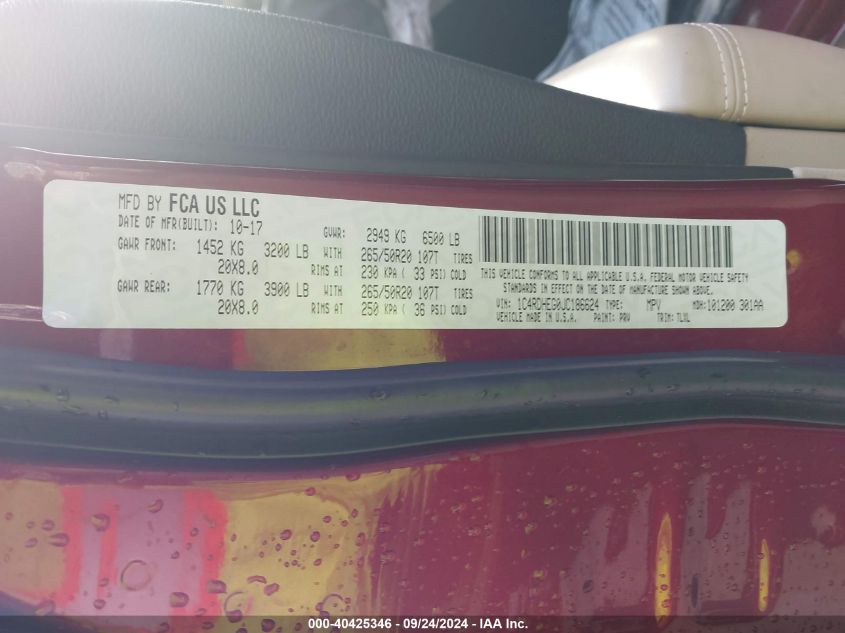 MFD BY FCA US LLC
DATE OF MFR(BUILT): 10-17 GVWR: 2949 KG 6500 LB
GAWR FRONT: 1452 KG 3200 LB WITH 265/50R20 107T TIRES
20X8.0 RIMS AT 230 KPA ( 33 PSI) COLD
GAWR REAR: 1770 KG 3900 LB WITH 265/50R20 107T TIRES
20X8.0 RIMS AT 250 KPA ( 36 PSI) COLD
THIS VEHICLE CONFORMS TO ALL APPLICABLE U.S.A. FEDERAL MOTOR VEHICLE SAFETY
STANDARDS IN EFFECT ON THE DATE OF MANUFACTURE SHOWN ABOVE.
VIN: 1C4RDHEG0JC186624 TYPE: MPV MDH: 101200 301AA
VEHICLE MADE IN U.S.A. PAINT: PRV TRIM: TLXL
000-40425346 - 09/24/2024 - IAA Inc.